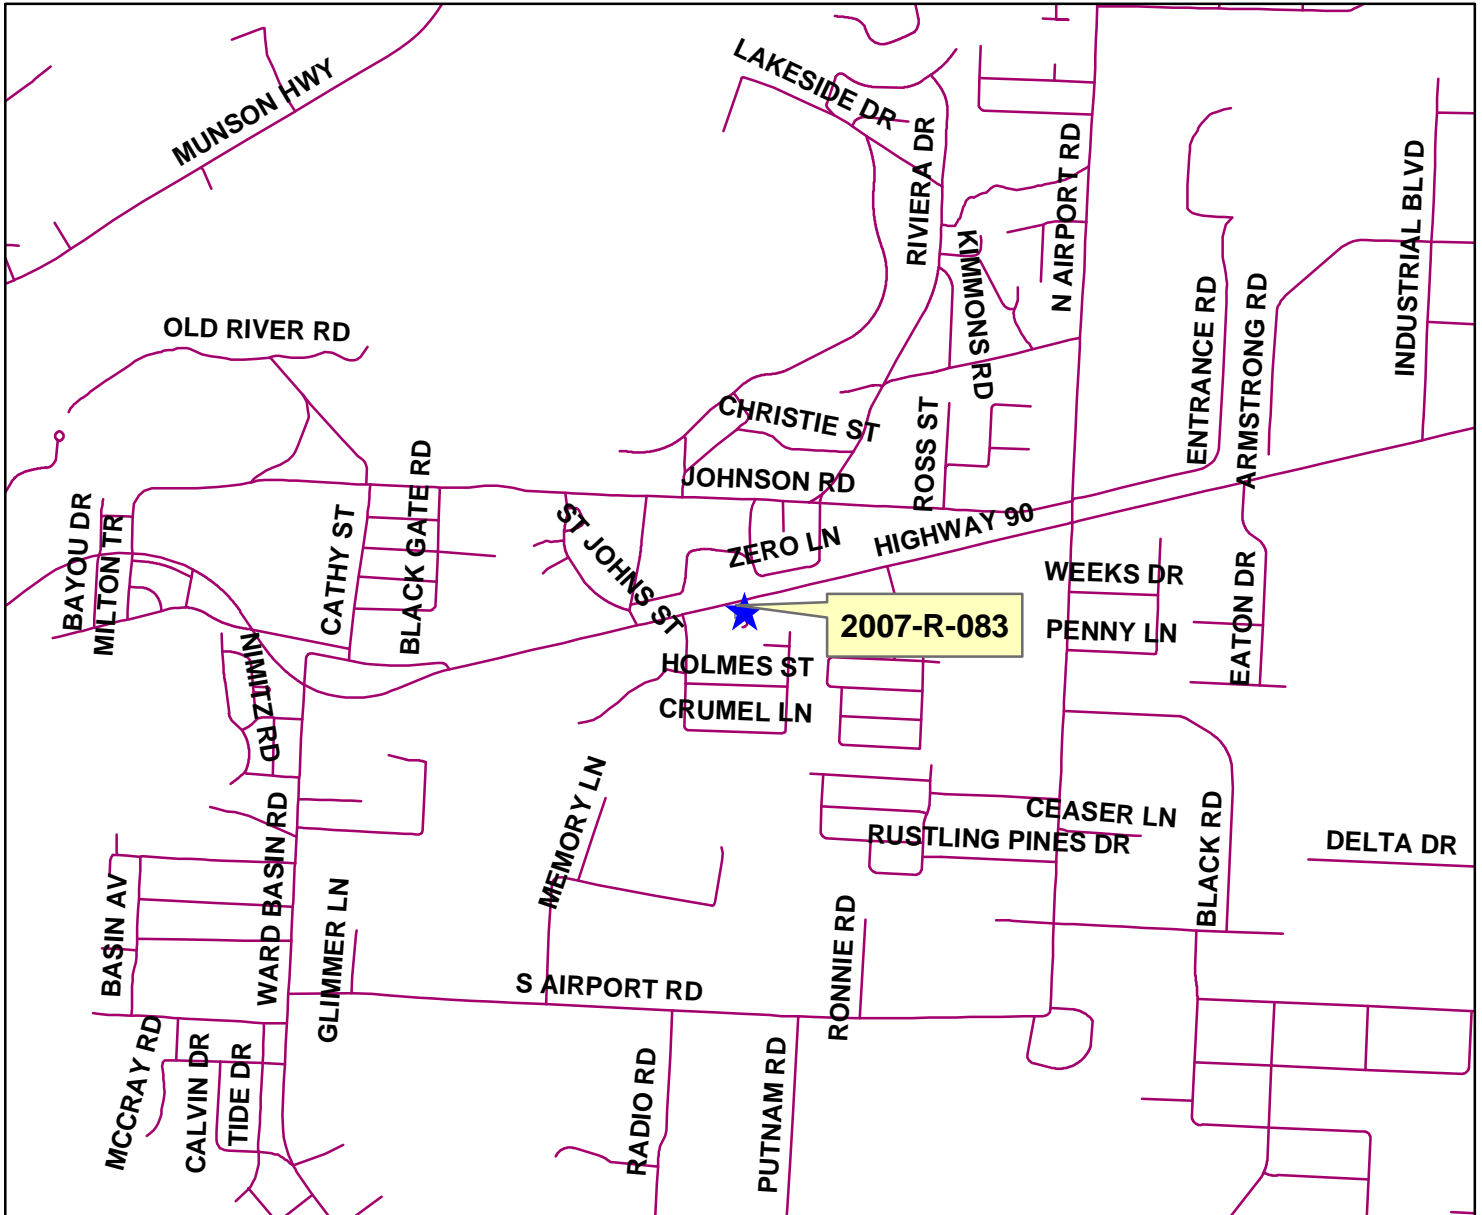 LAKESIDE DR
MUNSON HWY
RIVIERA DR
N AIRPORT RD
INDUSTRIAL BLVD
KIMMONS RD
ENTRANCE RD
ARMSTRONG RD
OLD RIVER RD
CHRISTIE ST
ROSS ST
JOHNSON RD
BLACK GATE RD
BAYOU DR
MILTON TR
CATHY ST
ST JOHNS ST
ZERO LN
HIGHWAY 90
WEEKS DR
EATON DR
2007-R-083
PENNY LN
NIMITZ RD
HOLMES ST
CRUMEL LN
MEMORY LN
WARD BASIN RD
CEASER LN
RUSTLING PINES DR
BLACK RD
DELTA DR
BASIN AV
GLIMMER LN
RONNIE RD
S AIRPORT RD
MCCRAY RD
CALVIN DR
TIDE DR
RADIO RD
PUTNAM RD